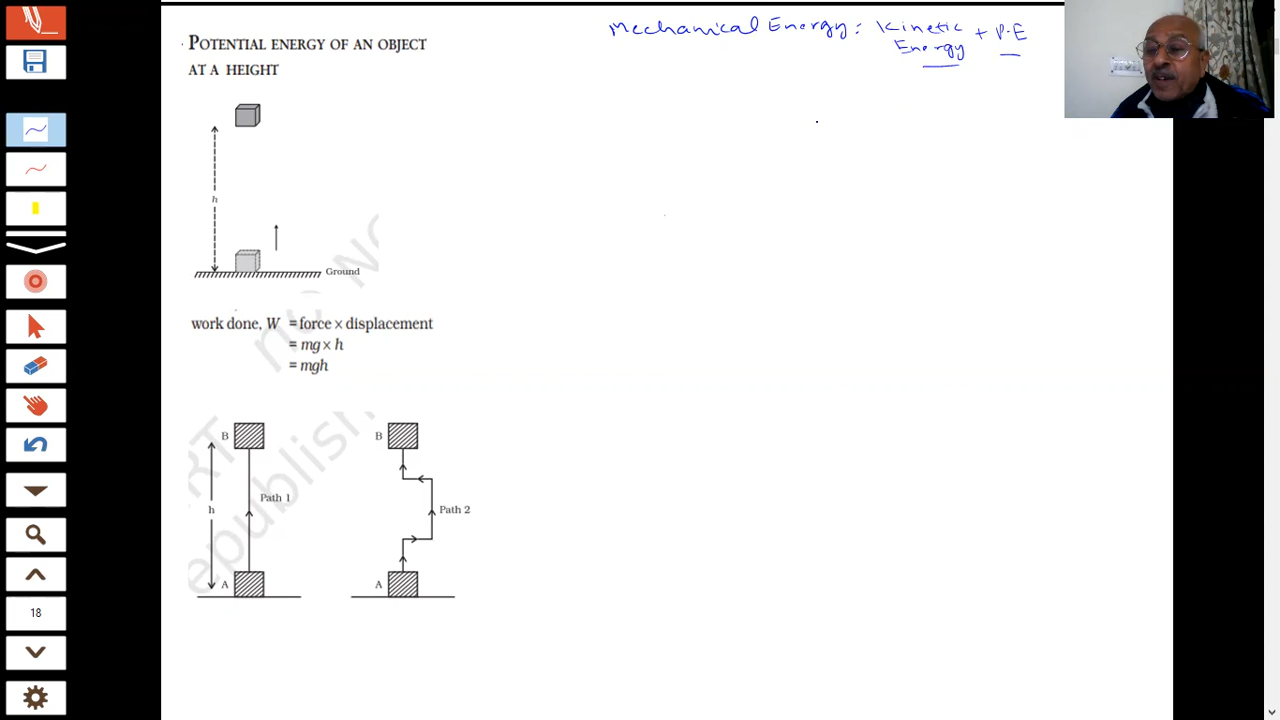 POTENTIAL ENERGY OF AN OBJECT
AT A HEIGHT
Mechanical Energy : Kinetic + P.E
Energy
h
Ground
work done, W = force × displacement
= mg × h
= mgh
B
B
Path 1
h
Path 2
A
A
republish
18